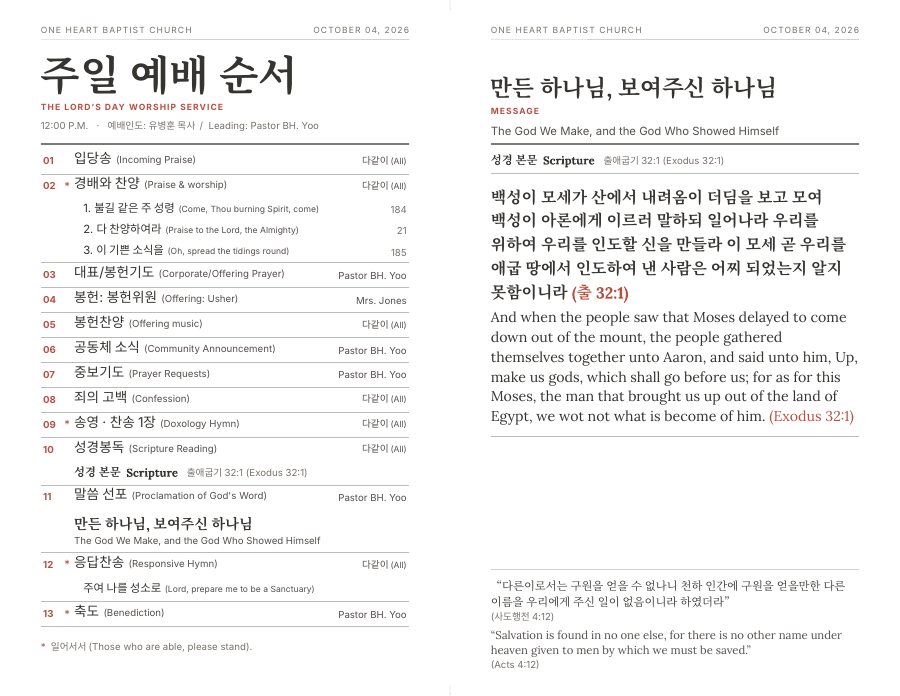 ONE HEART BAPTIST CHURCH OCTOBER 04, 2026
주일 예배 순서
THE LORD'S DAY WORSHIP SERVICE
12:00 P.M. · 예배인도: 유병훈 목사 / Leading: Pastor BH. Yoo
01 입당송 (Incoming Praise) 다같이 (All)
02 * 경배와 찬양 (Praise & worship) 다같이 (All)
1. 불길 같은 주 성령 (Come, Thou burning Spirit, come) 184
2. 다 찬양하여라 (Praise to the Lord, the Almighty) 21
3. 이 기쁜 소식을 (Oh, spread the tidings round) 185
03 대표/봉헌기도 (Corporate/Offering Prayer) Pastor BH. Yoo
04 봉헌: 봉헌위원 (Offering: Usher) Mrs. Jones
05 봉헌찬양 (Offering music) 다같이 (All)
06 공동체 소식 (Community Announcement) Pastor BH. Yoo
07 중보기도 (Prayer Requests) Pastor BH. Yoo
08 죄의 고백 (Confession) 다같이 (All)
09 * 송영 · 찬송 1장 (Doxology Hymn) 다같이 (All)
10 성경봉독 (Scripture Reading) 다같이 (All)
성경 본문 Scripture 출애굽기 32:1 (Exodus 32:1)
11 말씀 선포 (Proclamation of God's Word) Pastor BH. Yoo
만든 하나님, 보여주신 하나님
The God We Make, and the God Who Showed Himself
12 * 응답찬송 (Responsive Hymn) 다같이 (All)
주여 나를 성소로 (Lord, prepare me to be a Sanctuary)
13 * 축도 (Benediction) Pastor BH. Yoo
* 일어서서 (Those who are able, please stand).
ONE HEART BAPTIST CHURCH OCTOBER 04, 2026
만든 하나님, 보여주신 하나님
MESSAGE
The God We Make, and the God Who Showed Himself
성경 본문 Scripture 출애굽기 32:1 (Exodus 32:1)
백성이 모세가 산에서 내려옴이 더딤을 보고 모여
백성이 아론에게 이르러 말하되 일어나라 우리를
위하여 우리를 인도할 신을 만들라 이 모세 곧 우리를
애굽 땅에서 인도하여 낸 사람은 어찌 되었는지 알지
못함이니라 (출 32:1)
And when the people saw that Moses delayed to come
down out of the mount, the people gathered
themselves together unto Aaron, and said unto him, Up,
make us gods, which shall go before us; for as for this
Moses, the man that brought us up out of the land of
Egypt, we wot not what is become of him. (Exodus 32:1)
“다른이로서는 구원을 얻을 수 없나니 천하 인간에 구원을 얻을만한 다른
이름을 우리에게 주신 일이 없음이니라 하였더라”
(사도행전 4:12)
“Salvation is found in no one else, for there is no other name under
heaven given to men by which we must be saved.”
(Acts 4:12)